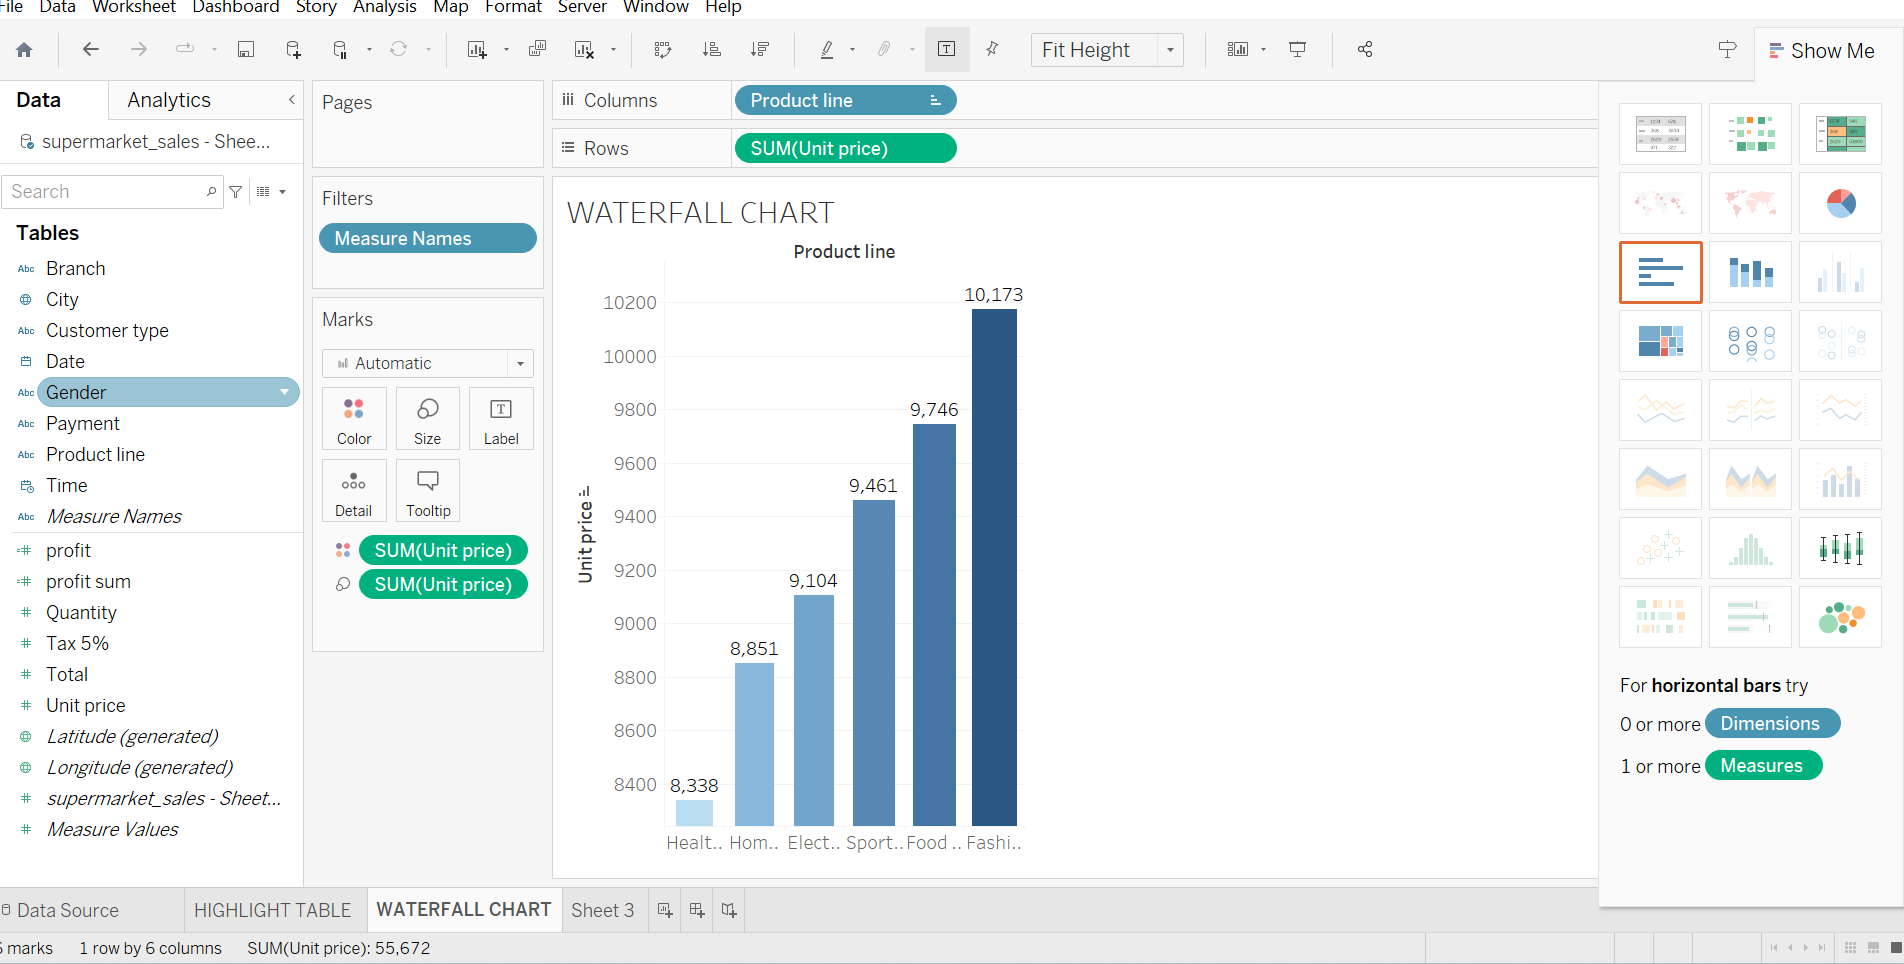 File Data Worksheet Dashboard Story Analysis Map Format Server Window Help
Fit Height
Show Me
Data Analytics
supermarket_sales - Shee...
Search
Tables
Abc Branch
City
Abc Customer type
Date
Abc Gender
Abc Payment
Abc Product line
Time
Abc Measure Names
profit
profit sum
Quantity
Tax 5%
Total
Unit price
Latitude (generated)
Longitude (generated)
supermarket_sales - Sheet...
Measure Values
Pages
Filters
Measure Names
Marks
Automatic
Color Size Label
Detail Tooltip
SUM(Unit price)
SUM(Unit price)
Columns Product line
Rows SUM(Unit price)
WATERFALL CHART
Product line
Unit price
10200
10000
9800
9600
9400
9200
9000
8800
8600
8400
8,338
8,851
9,104
9,461
9,746
10,173
Healt.. Hom.. Elect.. Sport.. Food .. Fashi..
For horizontal bars try
0 or more Dimensions
1 or more Measures
Data Source HIGHLIGHT TABLE WATERFALL CHART Sheet 3
6 marks 1 row by 6 columns SUM(Unit price): 55,672